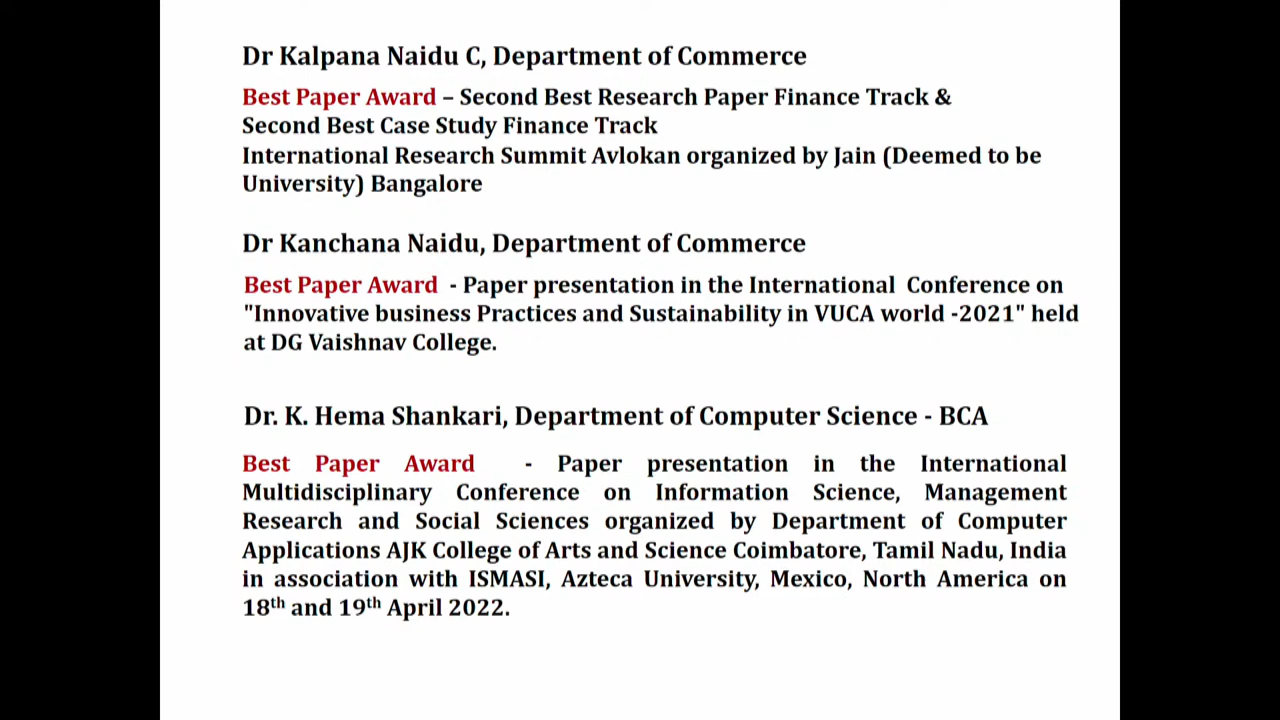 Dr Kalpana Naidu C, Department of Commerce
Best Paper Award – Second Best Research Paper Finance Track &
Second Best Case Study Finance Track
International Research Summit Avlokan organized by Jain (Deemed to be
University) Bangalore
Dr Kanchana Naidu, Department of Commerce
Best Paper Award - Paper presentation in the International Conference on
"Innovative business Practices and Sustainability in VUCA world -2021" held
at DG Vaishnav College.
Dr. K. Hema Shankari, Department of Computer Science - BCA
Best Paper Award - Paper presentation in the International
Multidisciplinary Conference on Information Science, Management
Research and Social Sciences organized by Department of Computer
Applications AJK College of Arts and Science Coimbatore, Tamil Nadu, India
in association with ISMASI, Azteca University, Mexico, North America on
18th and 19th April 2022.